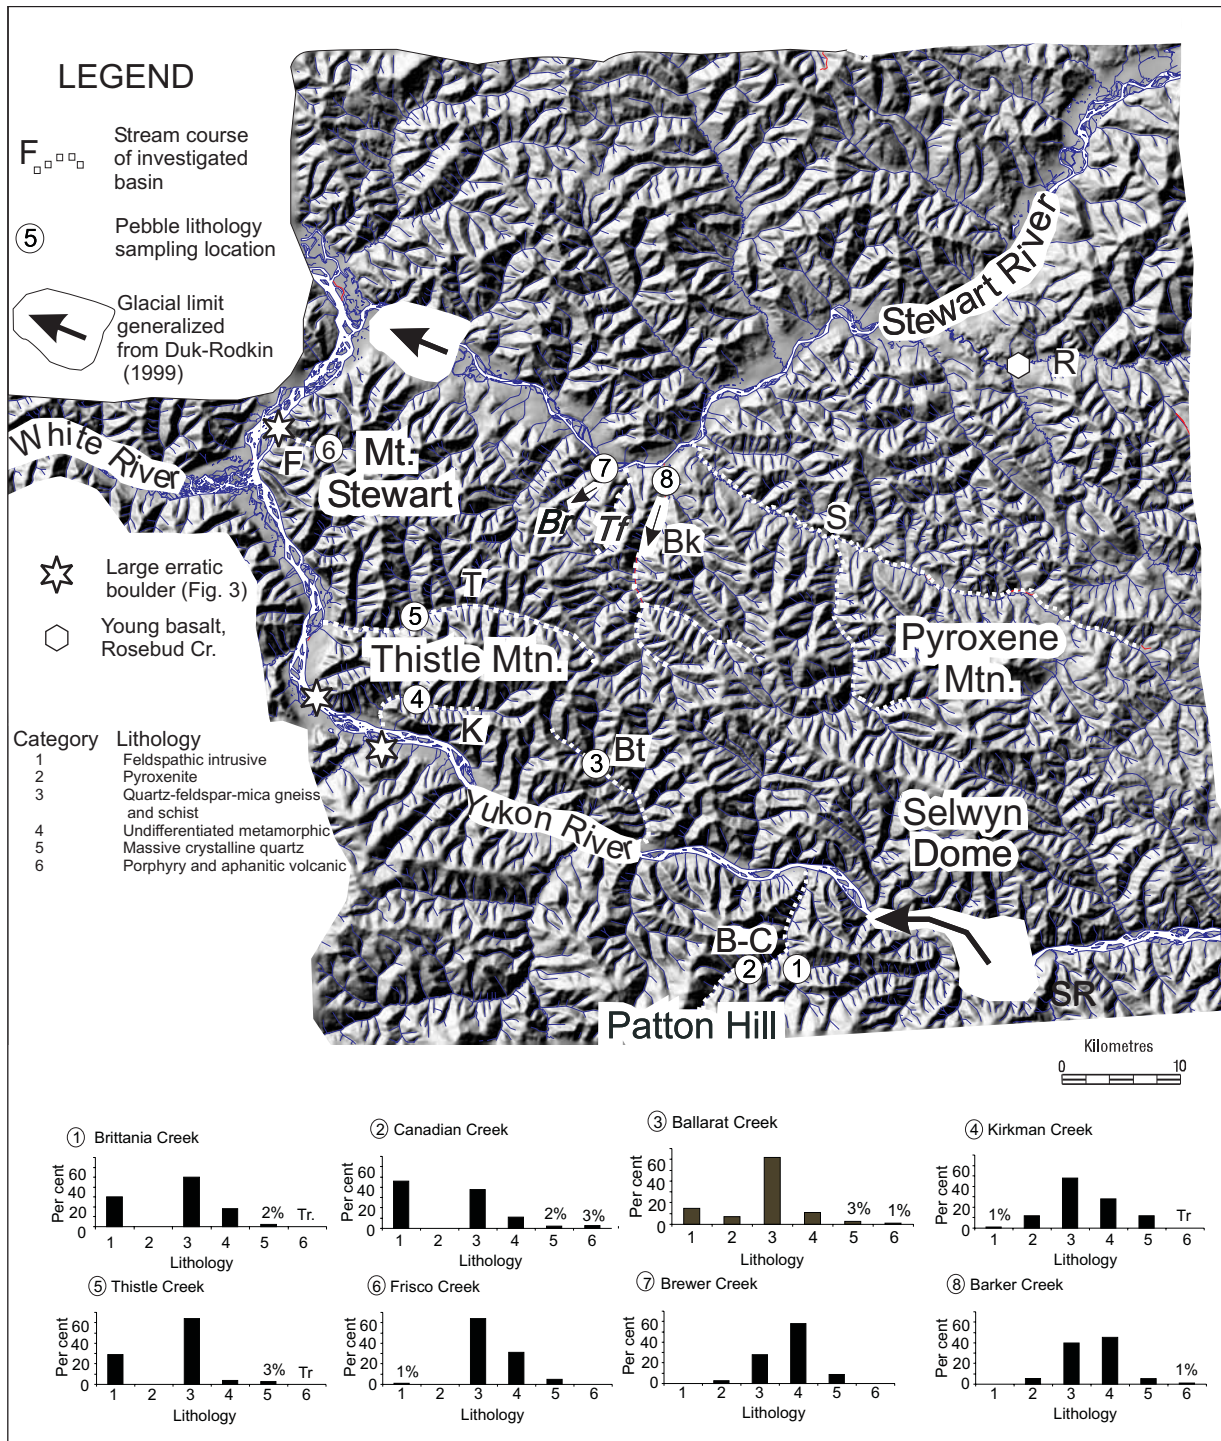 LEGEND
F
Stream course
of investigated
basin
5
Pebble lithology
sampling location
Glacial limit
generalized
from Duk-Rodkin
(1999)
Large erratic
boulder (Fig. 3)
Young basalt,
Rosebud Cr.
Category Lithology
1 Feldspathic intrusive
2 Pyroxenite
3 Quartz-feldspar-mica gneiss
and schist
4 Undifferentiated metamorphic
5 Massive crystalline quartz
6 Porphyry and aphanitic volcanic
Stewart River
R
White River
F
6
Mt.
Stewart
7
8
Br
Tf
Bk
S
T
5
Thistle Mtn.
Pyroxene
Mtn.
4
K
3
Bt
Yukon River
Selwyn
Dome
B-C
2
1
SR
Patton Hill
Kilometres
0 10
1 Brittania Creek
Per cent
60
40
20
0
2%
Tr.
1 2 3 4 5 6
Lithology
2 Canadian Creek
Per cent
60
40
20
0
2%
3%
1 2 3 4 5 6
Lithology
3 Ballarat Creek
Per cent
60
40
20
0
3%
1%
1 2 3 4 5 6
Lithology
4 Kirkman Creek
Per cent
60
40
20
0
1%
Tr
1 2 3 4 5 6
Lithology
5 Thistle Creek
Per cent
60
40
20
0
3%
Tr
1 2 3 4 5 6
Lithology
6 Frisco Creek
Per cent
60
40
20
0
1%
1 2 3 4 5 6
Lithology
7 Brewer Creek
Per cent
60
40
20
0
1 2 3 4 5 6
Lithology
8 Barker Creek
Per cent
60
40
20
0
1%
1 2 3 4 5 6
Lithology